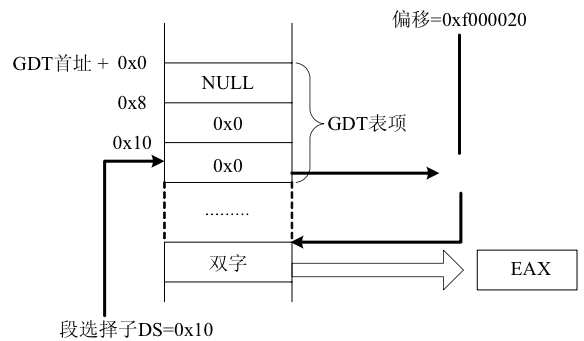 偏移=0xf000020
GDT首址 + 0x0
NULL
0x8
0x0
GDT表项
0x10
0x0
………
双字
EAX
段选择子DS=0x10